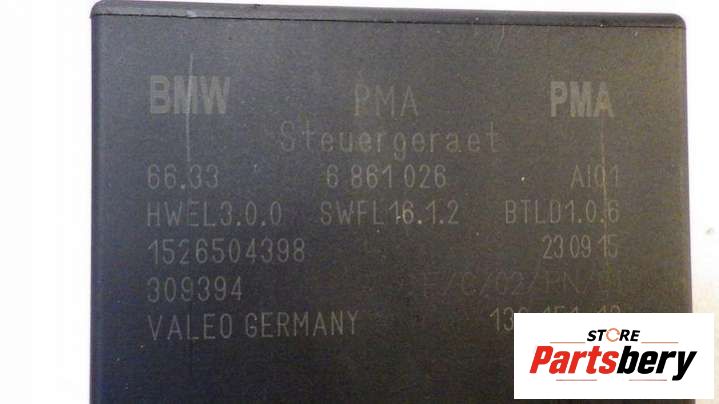 BMW PMA PMA
Steuergeraet
66.33 6 861 026 AI01
HWEL3.0.0 SWFL16.1.2 BTLD1.0.6
1526504398 23.09.15
309394
VALEO GERMANY
STORE
Partsbery